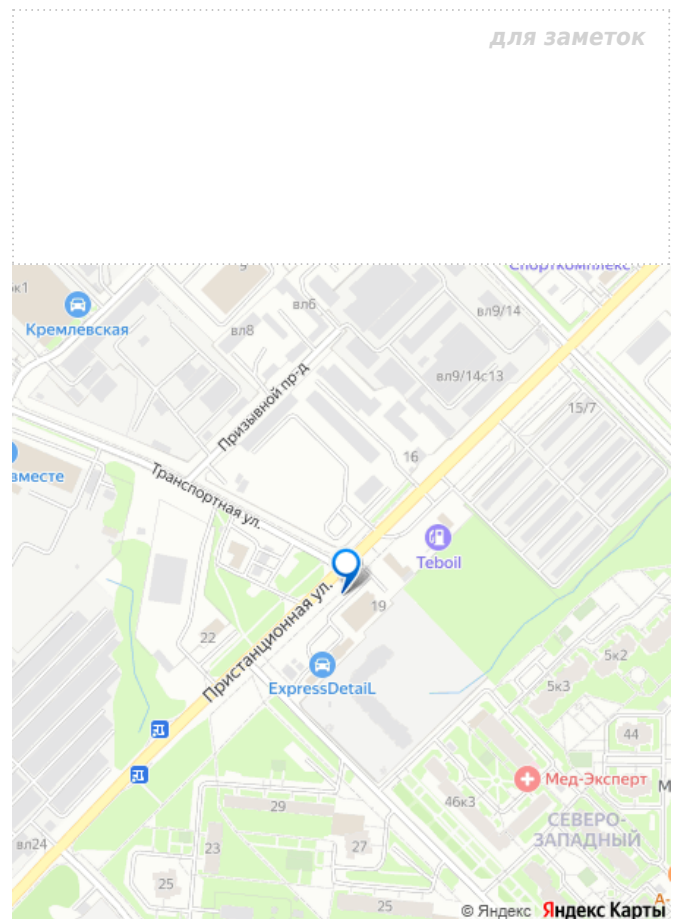 для заметок
Спорткомплекс
9
к1
Кремлевская
вл8
вл6
вл9/14
вл9/14с13
Призывной пр-д
15/7
16
вместе
Транспортная ул.
Teboil
19
22
Пристанционная ул.
ExpressDetaiL
5к2
5к3
44
Мед-Эксперт
М
46к3
29
СЕВЕРО-
ЗАПАДНЫЙ
вл24
23
27
25
25
А-
© Яндекс Яндекс Карты